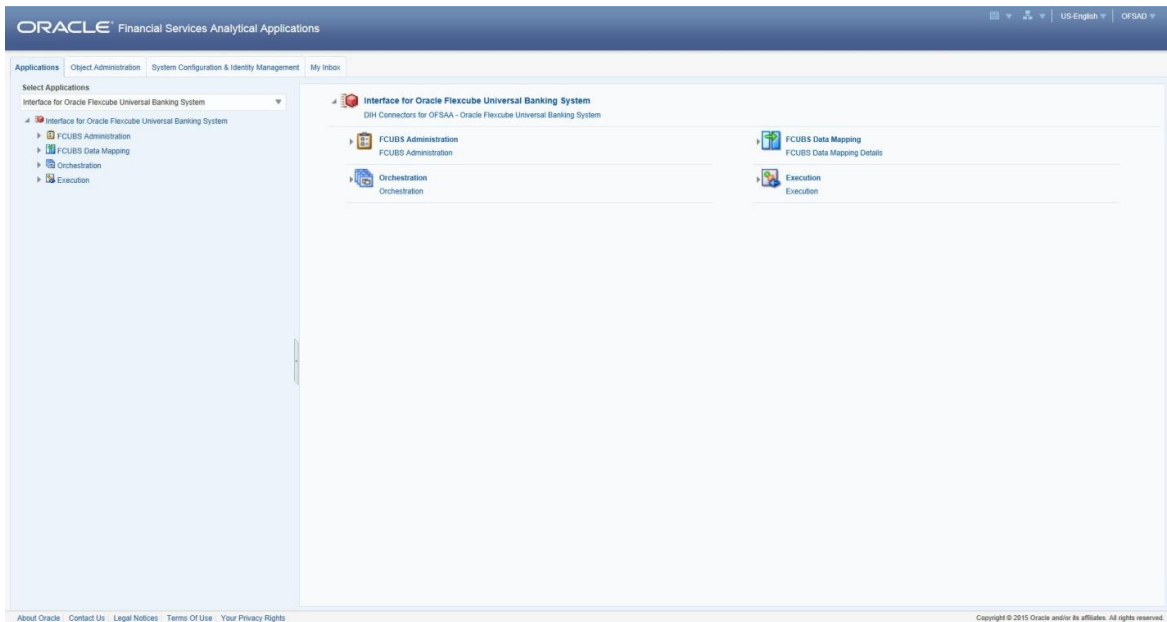 ORACLE Financial Services Analytical Applications
US-English
OFSAD
Applications
Object Administration
System Configuration & Identity Management
My Inbox
Select Applications
Interface for Oracle Flexcube Universal Banking System
Interface for Oracle Flexcube Universal Banking System
FCUBS Administration
FCUBS Data Mapping
Orchestration
Execution
Interface for Oracle Flexcube Universal Banking System
DIH Connectors for OFSAA - Oracle Flexcube Universal Banking System
FCUBS Administration
FCUBS Administration
FCUBS Data Mapping
FCUBS Data Mapping Details
Orchestration
Orchestration
Execution
Execution
About Oracle | Contact Us | Legal Notices | Terms Of Use | Your Privacy Rights
Copyright © 2015 Oracle and/or its affiliates. All rights reserved.